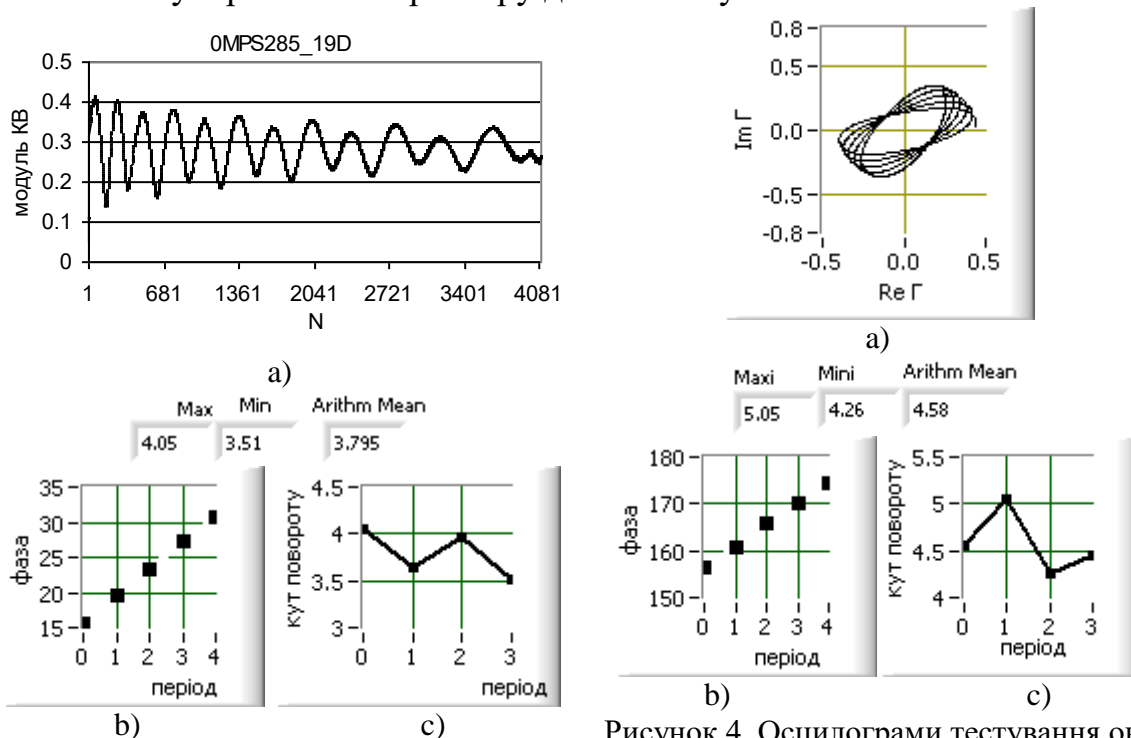 0MPS285_19D
модуль КВ
0.5
0.4
0.3
0.2
0.1
0
1 681 1361 2041 2721 3401 4081
N
a)
Max Min Arithm Mean
4.05 3.51 3.795
фаза
35
30
25
20
15
0 1 2 3 4
період
b)
кут повороту
4.5
4
3.5
3
0 1 2 3
період
c)
Im Г
0.8
0.5
0.0
-0.5
-0.8
-0.5 0.0 0.5
Re Г
a)
Maxi Mini Arithm Mean
5.05 4.26 4.58
фаза
180
170
160
150
0 1 2 3 4
період
b)
кут повороту
5.5
5
4.5
4
0 1 2 3
період
c)
Рисунок 4. Осцилограми тестування